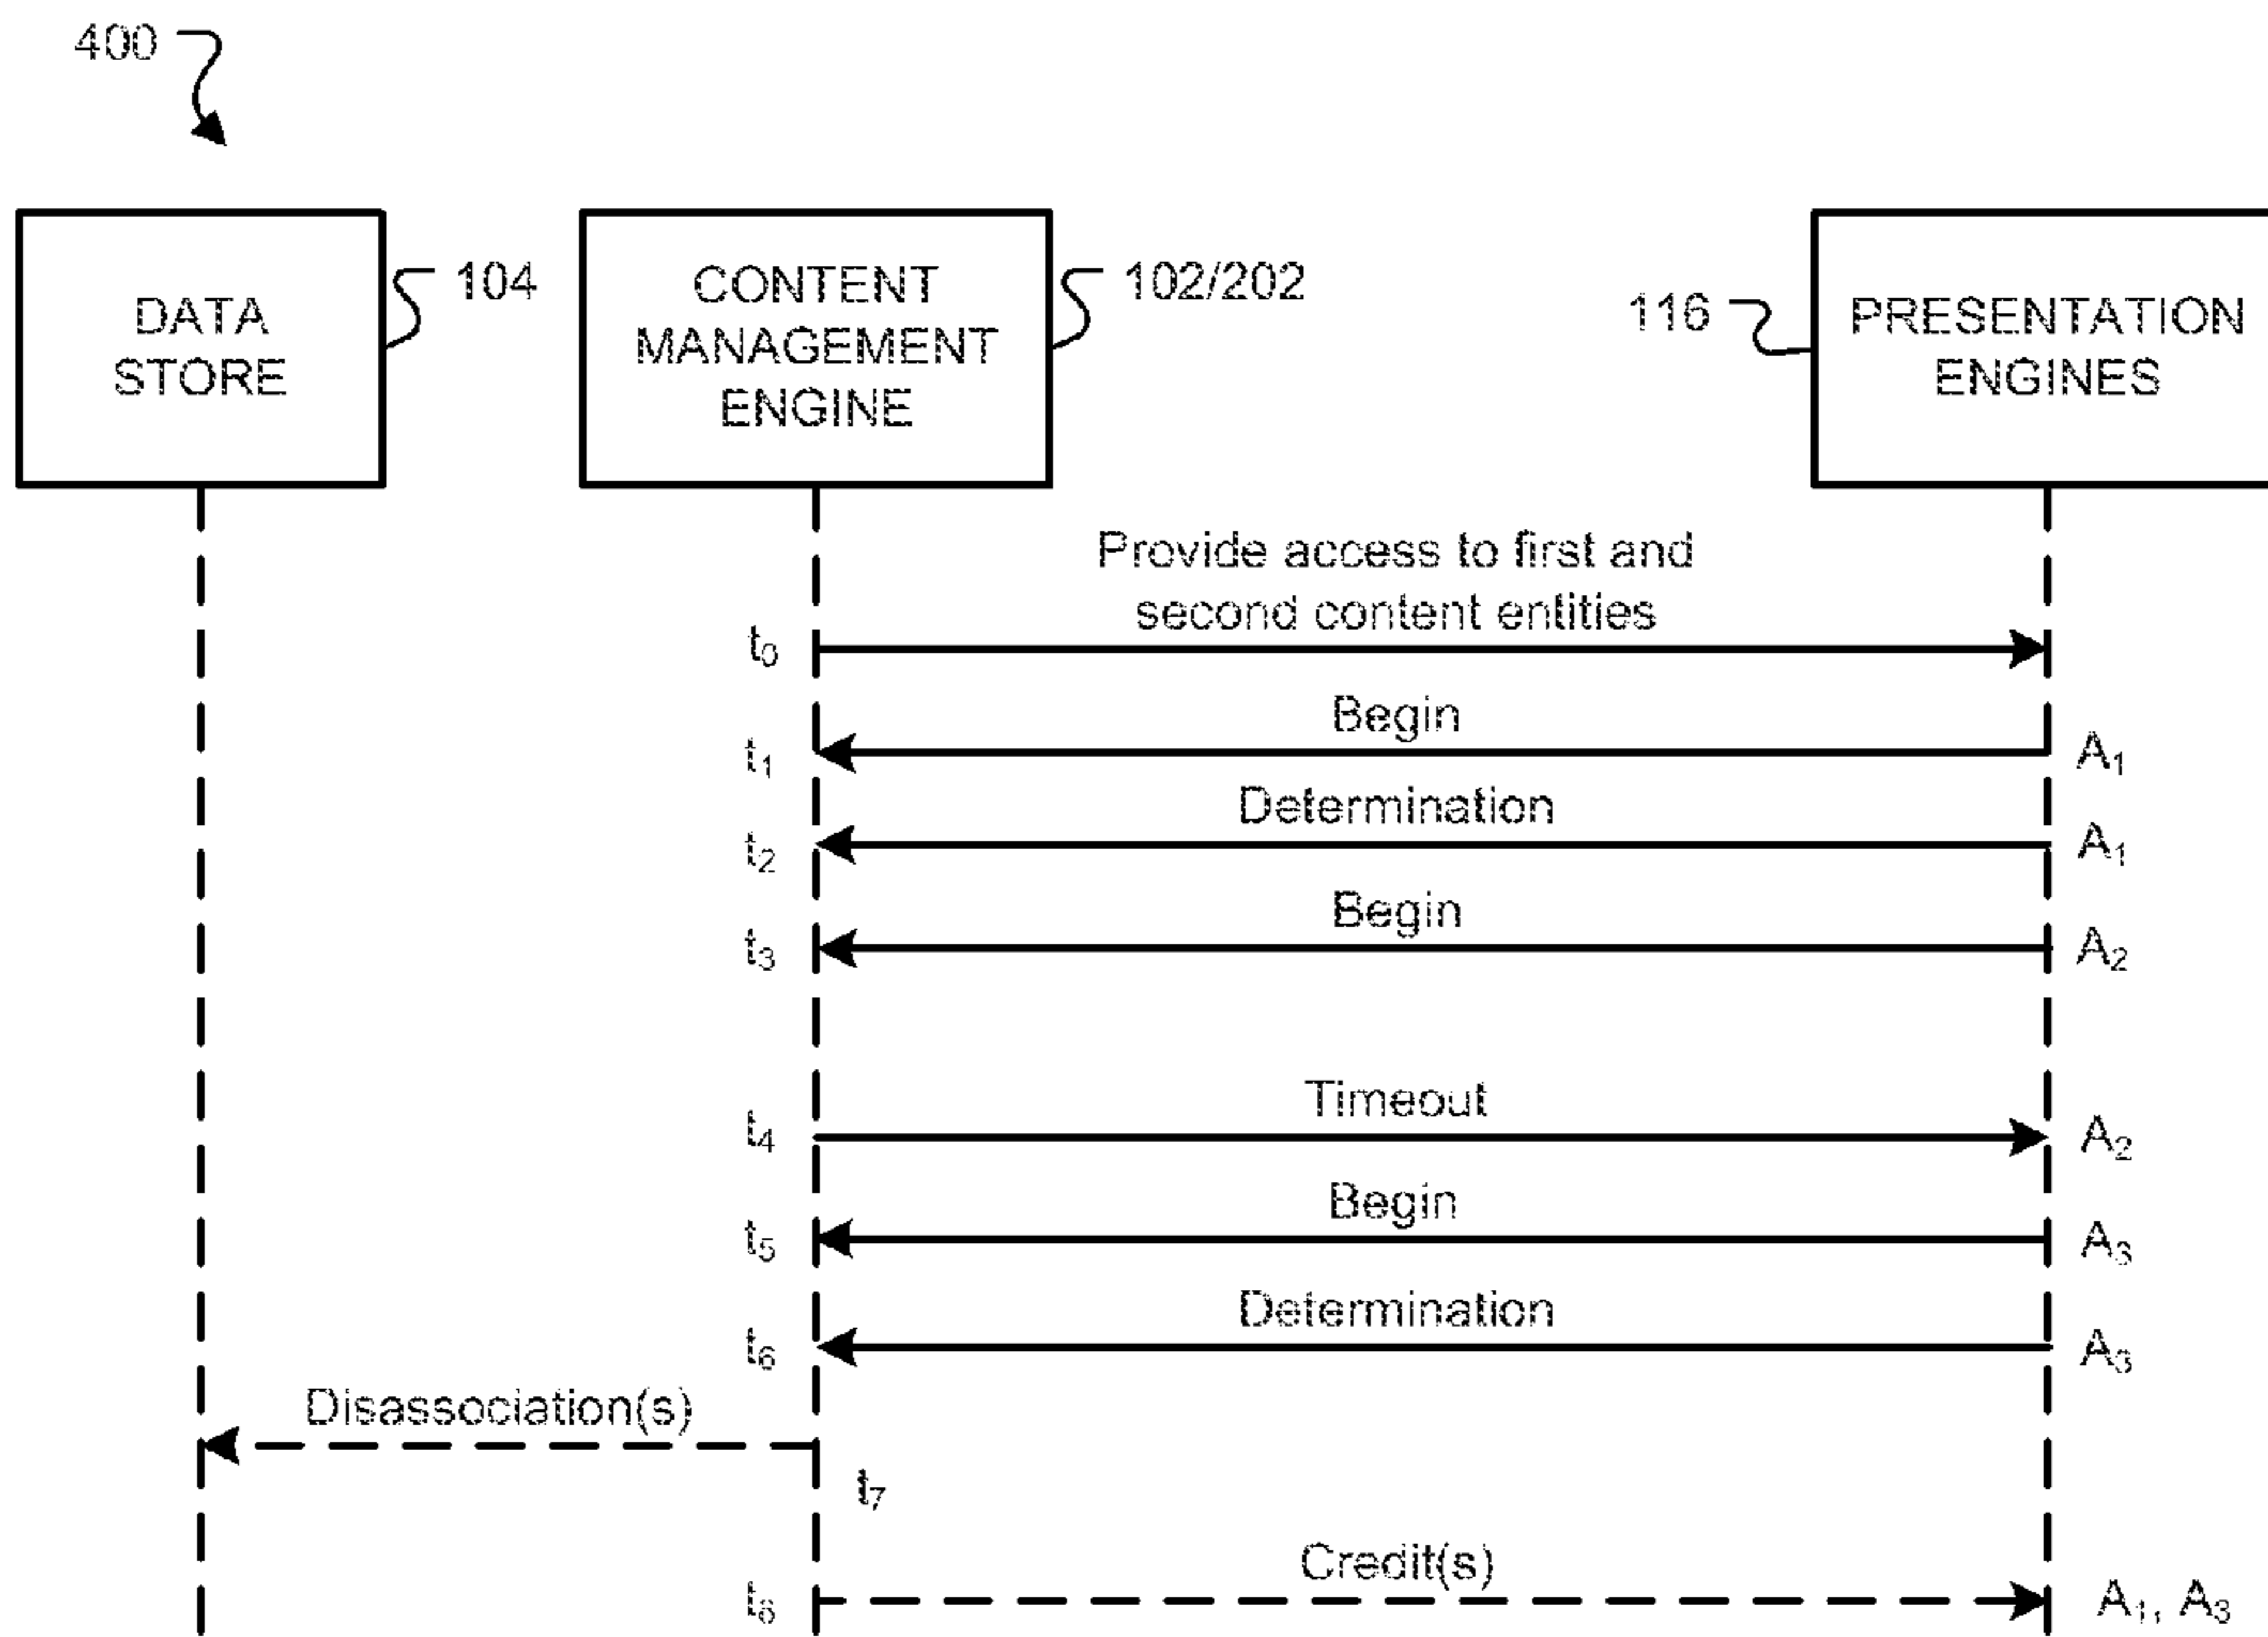 400
DATA
STORE
104
CONTENT
MANAGEMENT
ENGINE
102/202
116
PRESENTATION
ENGINES
Provide access to first and
second content entities
t₀
Begin
t₁ A₁
Determination
t₂ A₁
Begin
t₃ A₂
Timeout
t₄ A₂
Begin
t₅ A₃
Determination
t₆ A₃
Disassociation(s)
t₇
Credit(s)
A₁, A₃